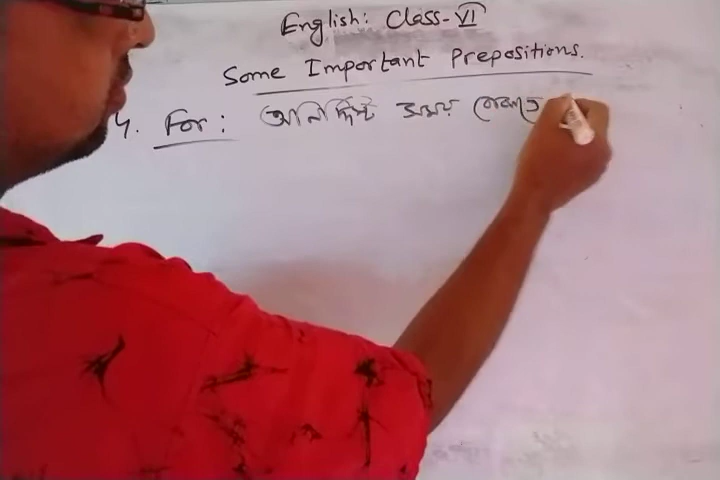 English: Class-VI
Some Important Prepositions.
4. For: অনির্দিষ্ট সময় বোঝাতে